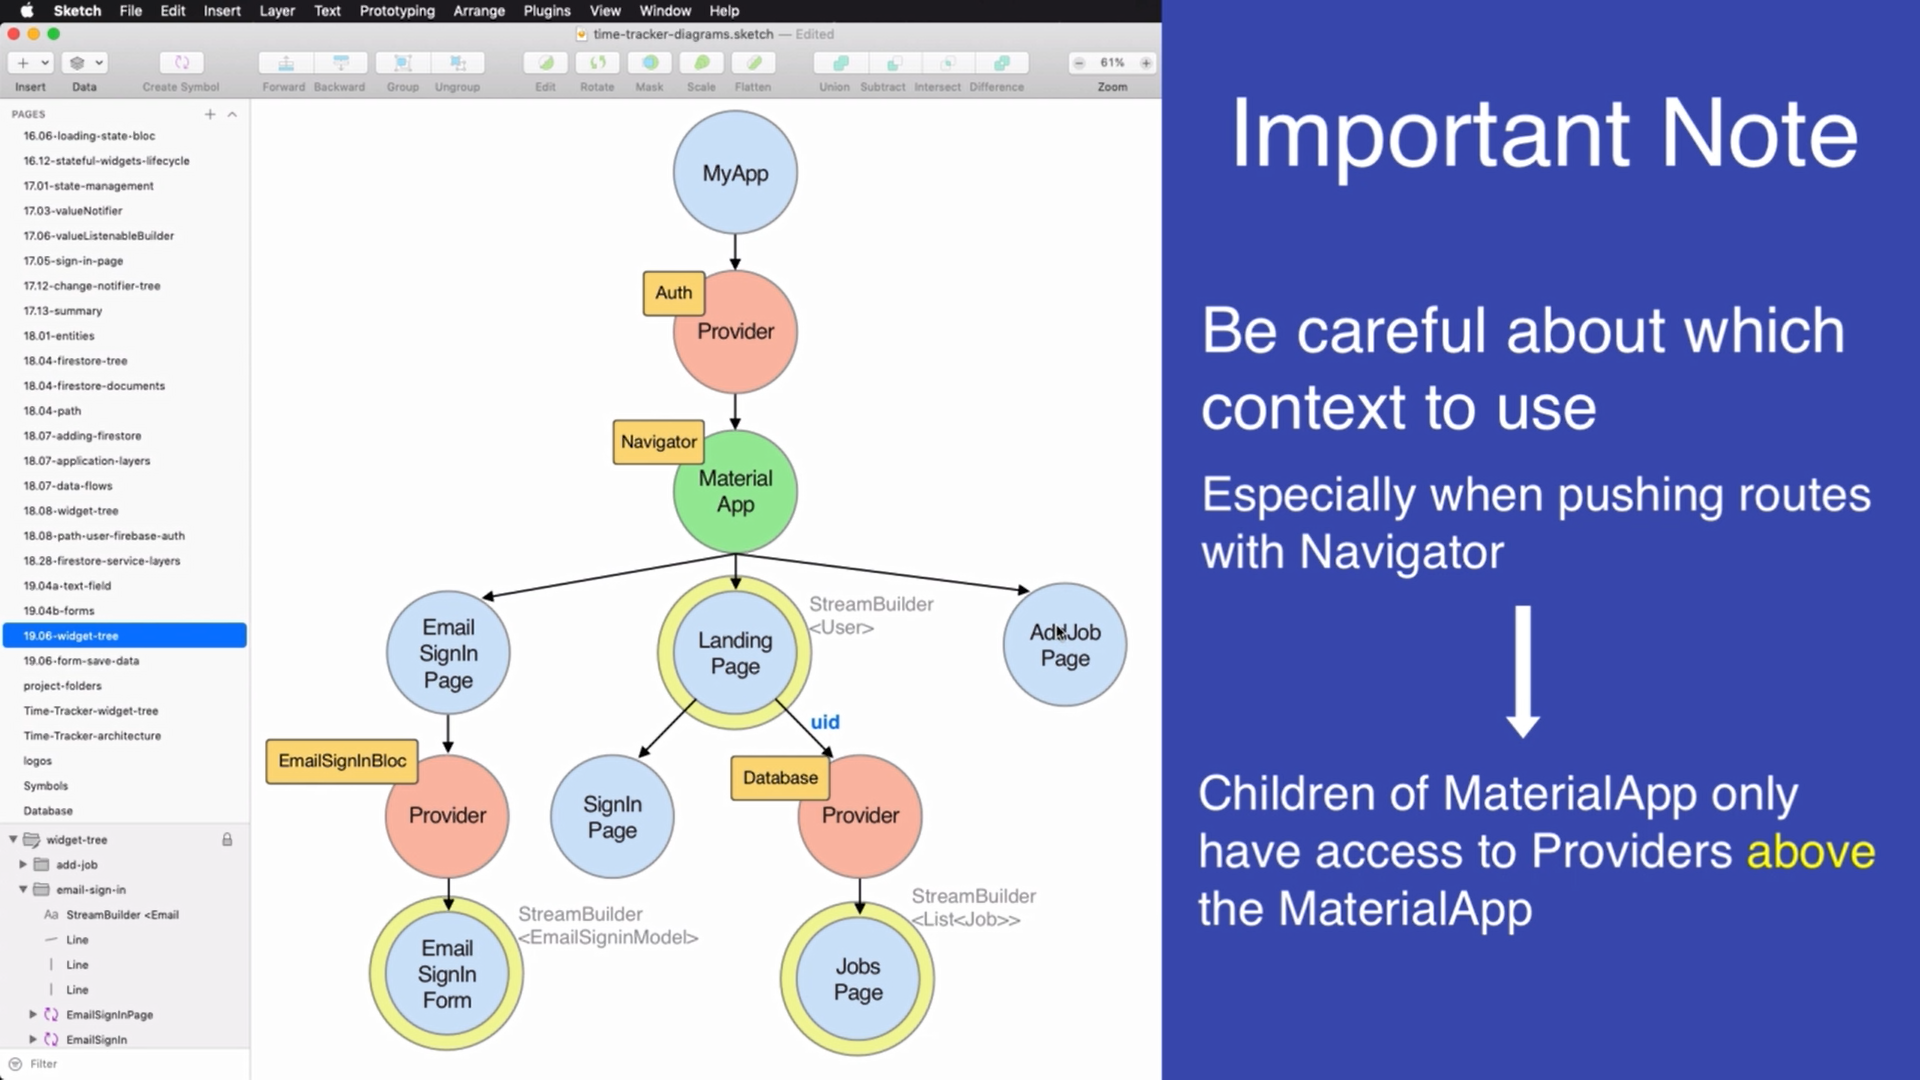 Sketch File Edit Insert Layer Text Prototyping Arrange Plugins View Window Help
time-tracker-diagrams.sketch — Edited
61%
Insert Data Create Symbol Forward Backward Group Ungroup Edit Rotate Mask Scale Flatten Union Subtract Intersect Difference Zoom
PAGES
16.06-loading-state-bloc
16.12-stateful-widgets-lifecycle
17.01-state-management
17.03-valueNotifier
17.06-valueListenableBuilder
17.05-sign-in-page
17.12-change-notifier-tree
17.13-summary
18.01-entities
18.04-firestore-tree
18.04-firestore-documents
18.04-path
18.07-adding-firestore
18.07-application-layers
18.07-data-flows
18.08-widget-tree
18.08-path-user-firebase-auth
18.28-firestore-service-layers
19.04a-text-field
19.04b-forms
19.06-widget-tree
19.06-form-save-data
project-folders
Time-Tracker-widget-tree
Time-Tracker-architecture
logos
Symbols
Database
widget-tree
add-job
email-sign-in
Aa StreamBuilder <Email
Line
Line
Line
EmailSignInPage
EmailSignIn
Filter
MyApp
Auth
Provider
Navigator
Material
App
Email
SignIn
Page
Landing
Page
StreamBuilder
<User>
AddJob
Page
uid
EmailSignInBloc
Provider
SignIn
Page
Database
Provider
Email
SignIn
Form
StreamBuilder
<EmailSigninModel>
Jobs
Page
StreamBuilder
<List<Job>>
Important Note
Be careful about which
context to use
Especially when pushing routes
with Navigator
Children of MaterialApp only
have access to Providers above
the MaterialApp